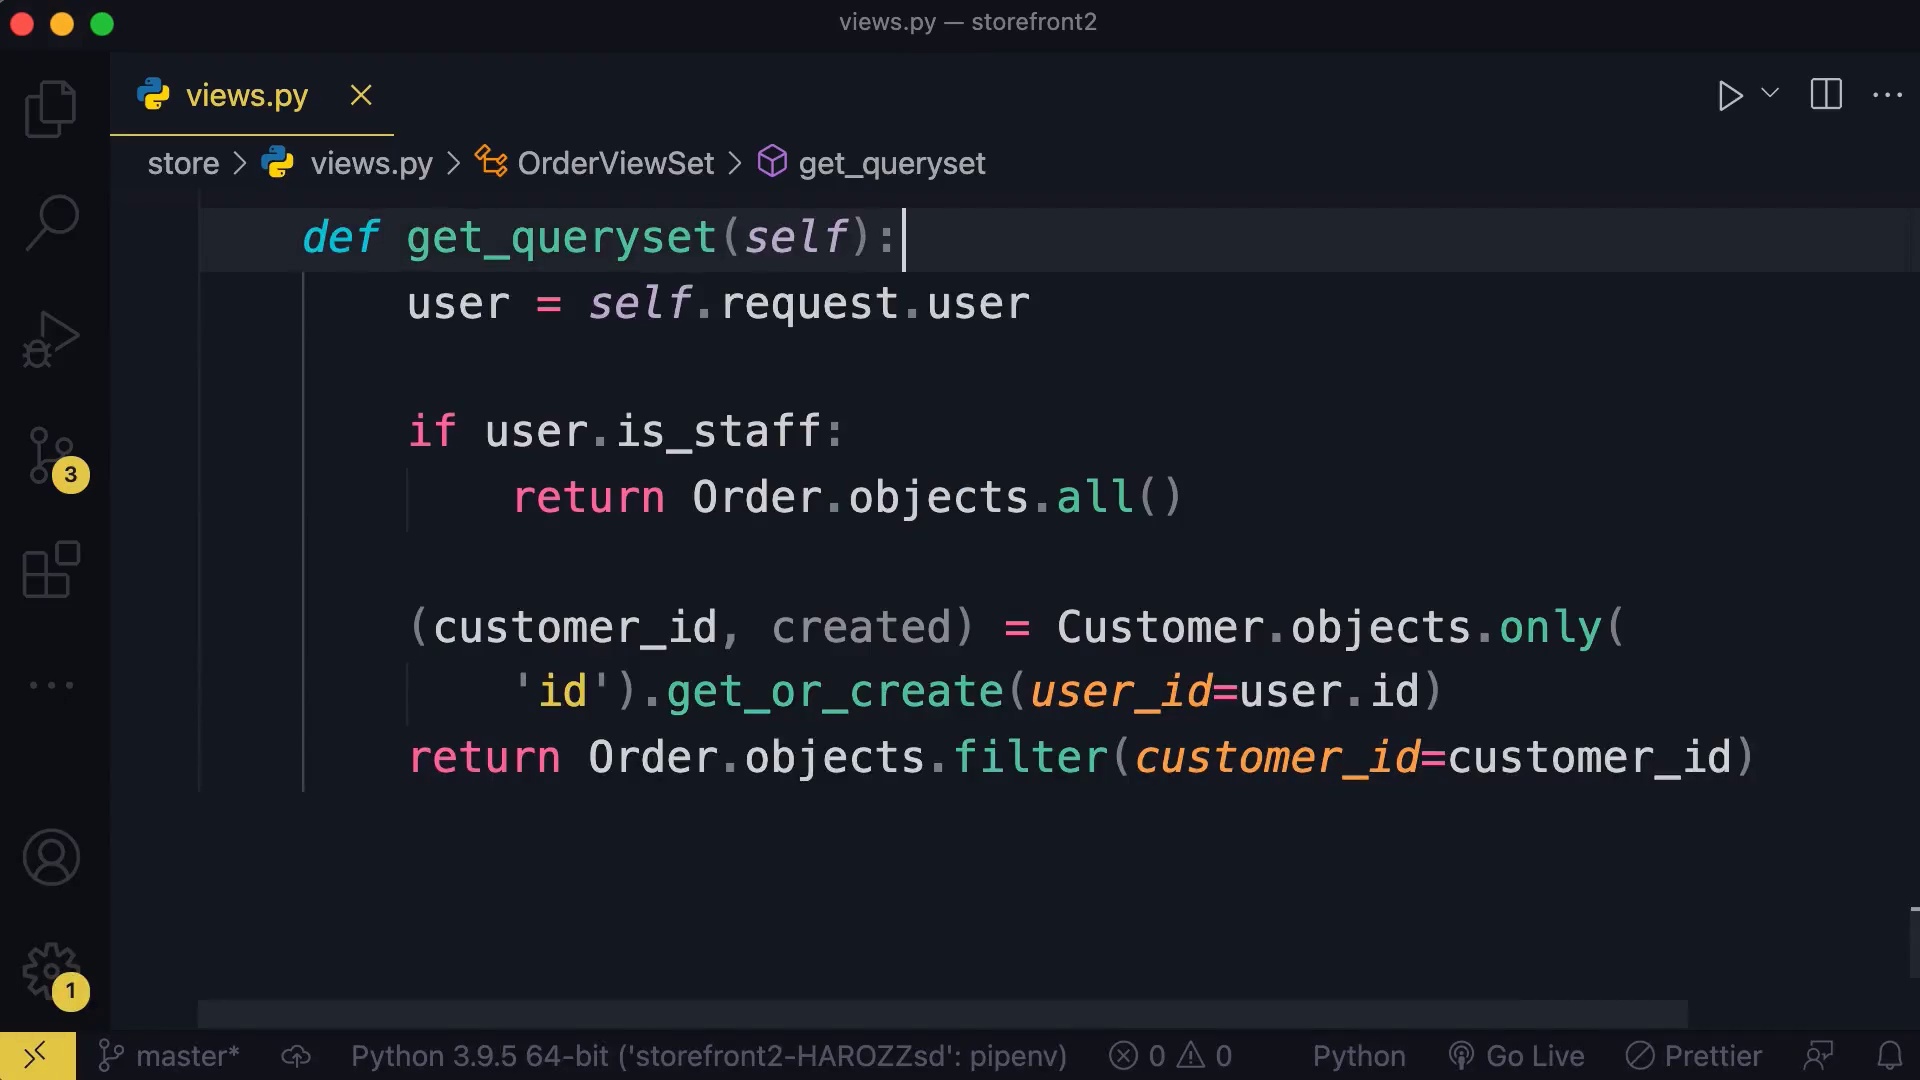 views.py — storefront2
views.py
store > views.py > OrderViewSet > get_queryset
def get_queryset(self):
user = self.request.user
if user.is_staff:
return Order.objects.all()
(customer_id, created) = Customer.objects.only(
'id').get_or_create(user_id=user.id)
return Order.objects.filter(customer_id=customer_id)
3
1
master* Python 3.9.5 64-bit ('storefront2-HAROZZsd': pipenv) 0 0 Python Go Live Prettier